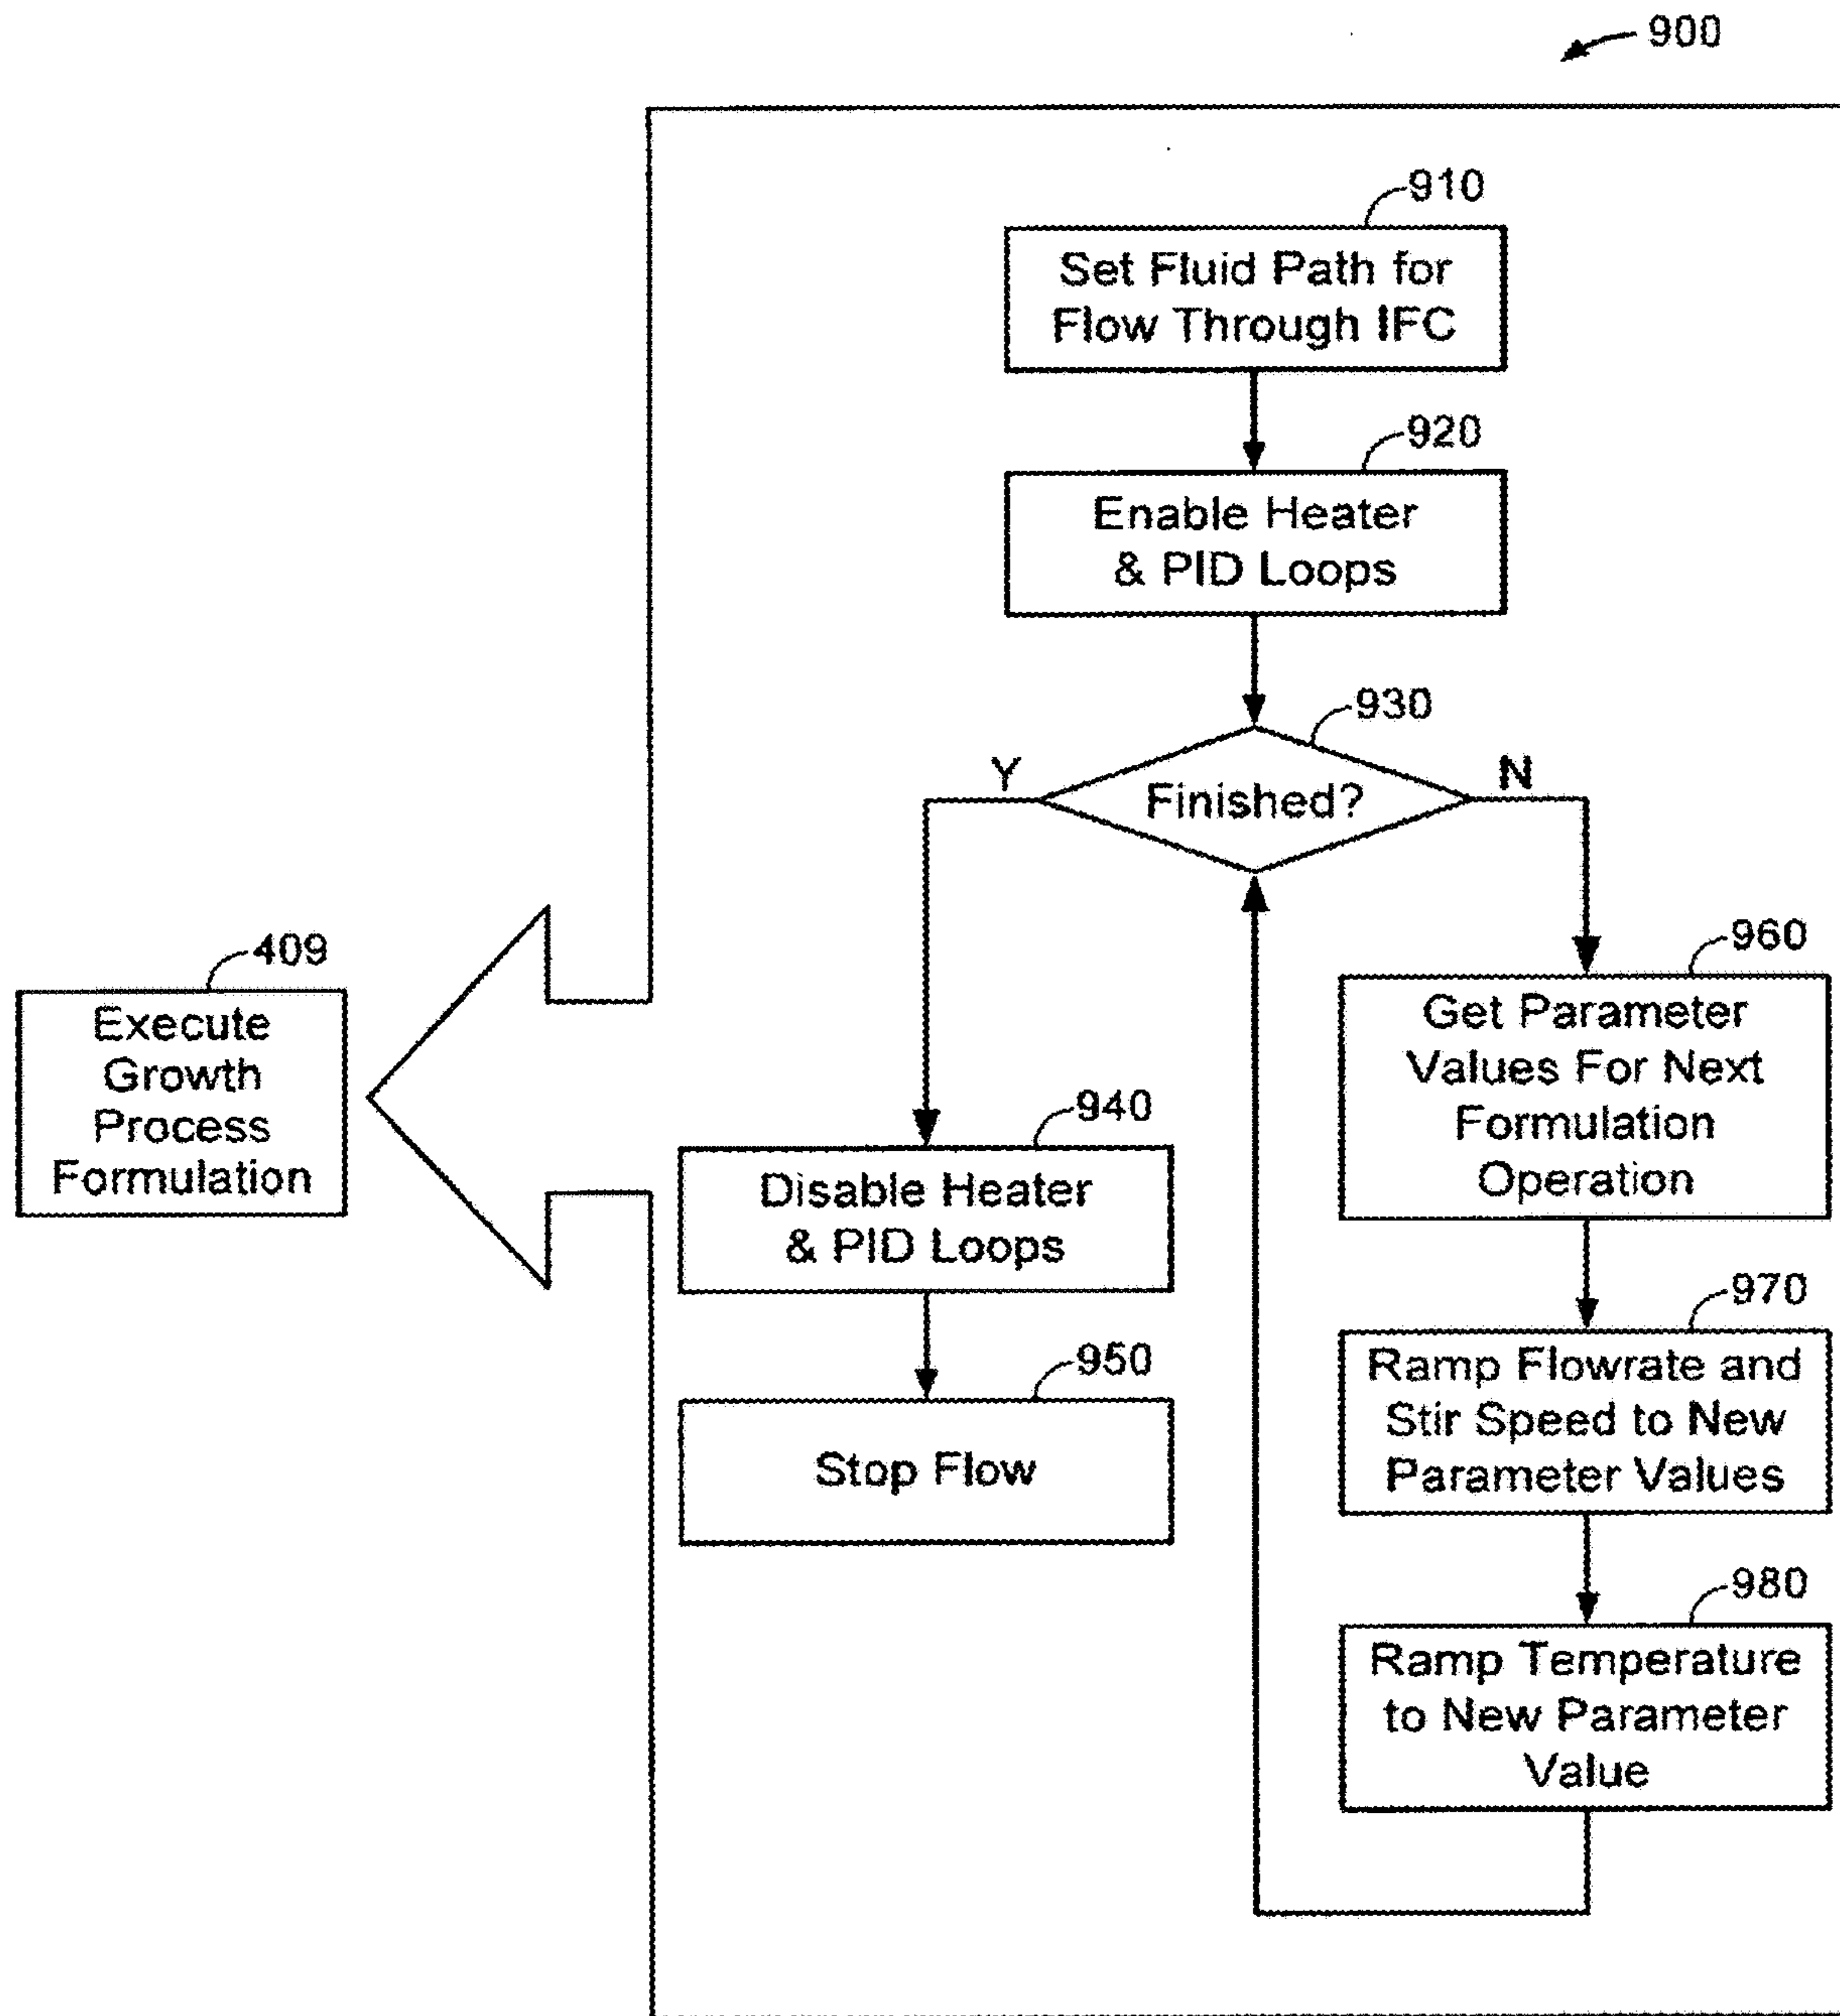 900
910
Set Fluid Path for
Flow Through IFC
920
Enable Heater
& PID Loops
930
Y
Finished?
N
409
Execute
Growth
Process
Formulation
940
Disable Heater
& PID Loops
950
Stop Flow
960
Get Parameter
Values For Next
Formulation
Operation
970
Ramp Flowrate and
Stir Speed to New
Parameter Values
980
Ramp Temperature
to New Parameter
Value